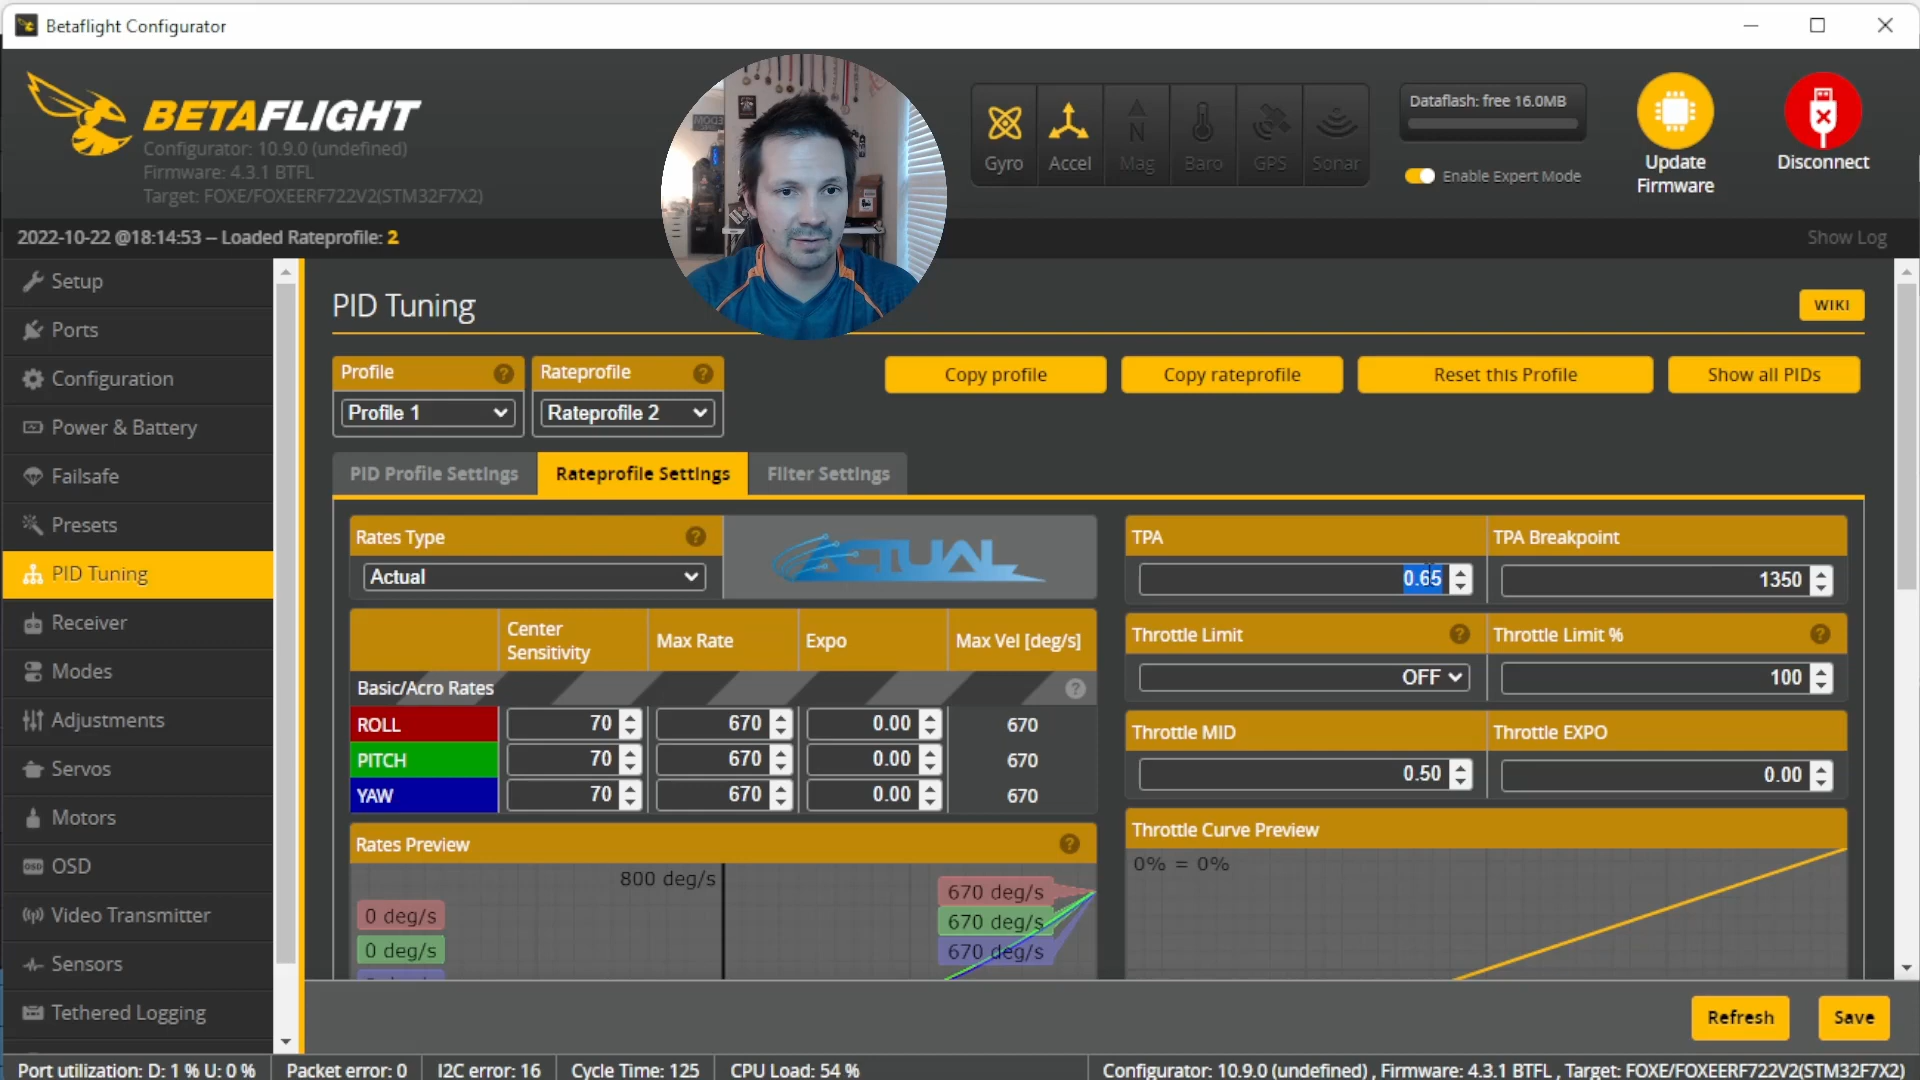 Betaflight Configurator
BETAFLIGHT
Configurator: 10.9.0 (undefined)
Firmware: 4.3.1 BTFL
Target: FOXE/FOXEERF722V2(STM32F7X2)
Gyro
Accel
Mag
Baro
GPS
Sonar
Dataflash: free 16.0MB
Enable Expert Mode
Update
Firmware
Disconnect
2022-10-22 @18:14:53 -- Loaded Rateprofile: 2
Show Log
Setup
Ports
Configuration
Power & Battery
Failsafe
Presets
PID Tuning
Receiver
Modes
Adjustments
Servos
Motors
OSD
Video Transmitter
Sensors
Tethered Logging
PID Tuning
WIKI
Profile
Profile 1
Rateprofile
Rateprofile 2
Copy profile
Copy rateprofile
Reset this Profile
Show all PIDs
PID Profile Settings
Rateprofile Settings
Filter Settings
Rates Type
Actual
ACTUAL
Center
Sensitivity
Max Rate
Expo
Max Vel [deg/s]
Basic/Acro Rates
ROLL 70 670 0.00 670
PITCH 70 670 0.00 670
YAW 70 670 0.00 670
Rates Preview
800 deg/s
0 deg/s
0 deg/s
670 deg/s
670 deg/s
670 deg/s
TPA
0.65
TPA Breakpoint
1350
Throttle Limit
OFF
Throttle Limit %
100
Throttle MID
0.50
Throttle EXPO
0.00
Throttle Curve Preview
0% = 0%
Refresh
Save
Port utilization: D: 1 % U: 0 %
Packet error: 0
I2C error: 16
Cycle Time: 125
CPU Load: 54 %
Configurator: 10.9.0 (undefined) , Firmware: 4.3.1 BTFL , Target: FOXE/FOXEERF722V2(STM32F7X2)